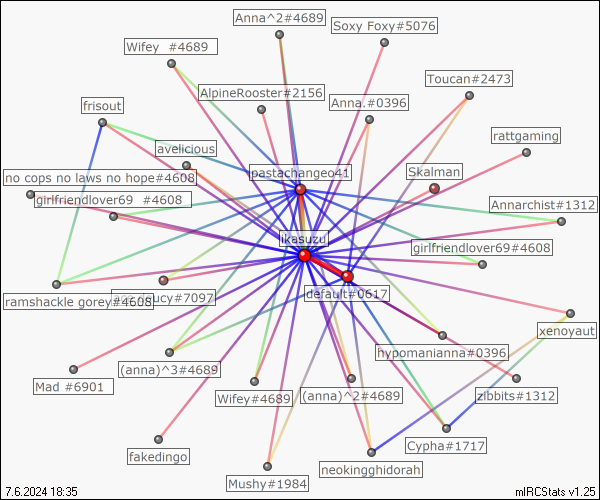 Anna^2#4689
Soxy Foxy#5076
Wifey #4689
Toucan#2473
AlpineRooster#2156
Anna.#0396
frisout
rattgaming
avelicious
Skalman
pastachangeo41
no cops no laws no hope#4608
girlfriendlover69 #4608
Annarchist#1312
ikasuzu
girlfriendlover69#4608
default#0617
ramshackle gorey#4608
#7097
xenoyaut
hypomanianna#0396
(anna)^3#4689
Mad #6901
zibbits#1312
Wifey#4689
(anna)^2#4689
Cypha#1717
fakedingo
neokingghidorah
Mushy#1984
7.6.2024 18:35
mIRCStats v1.25